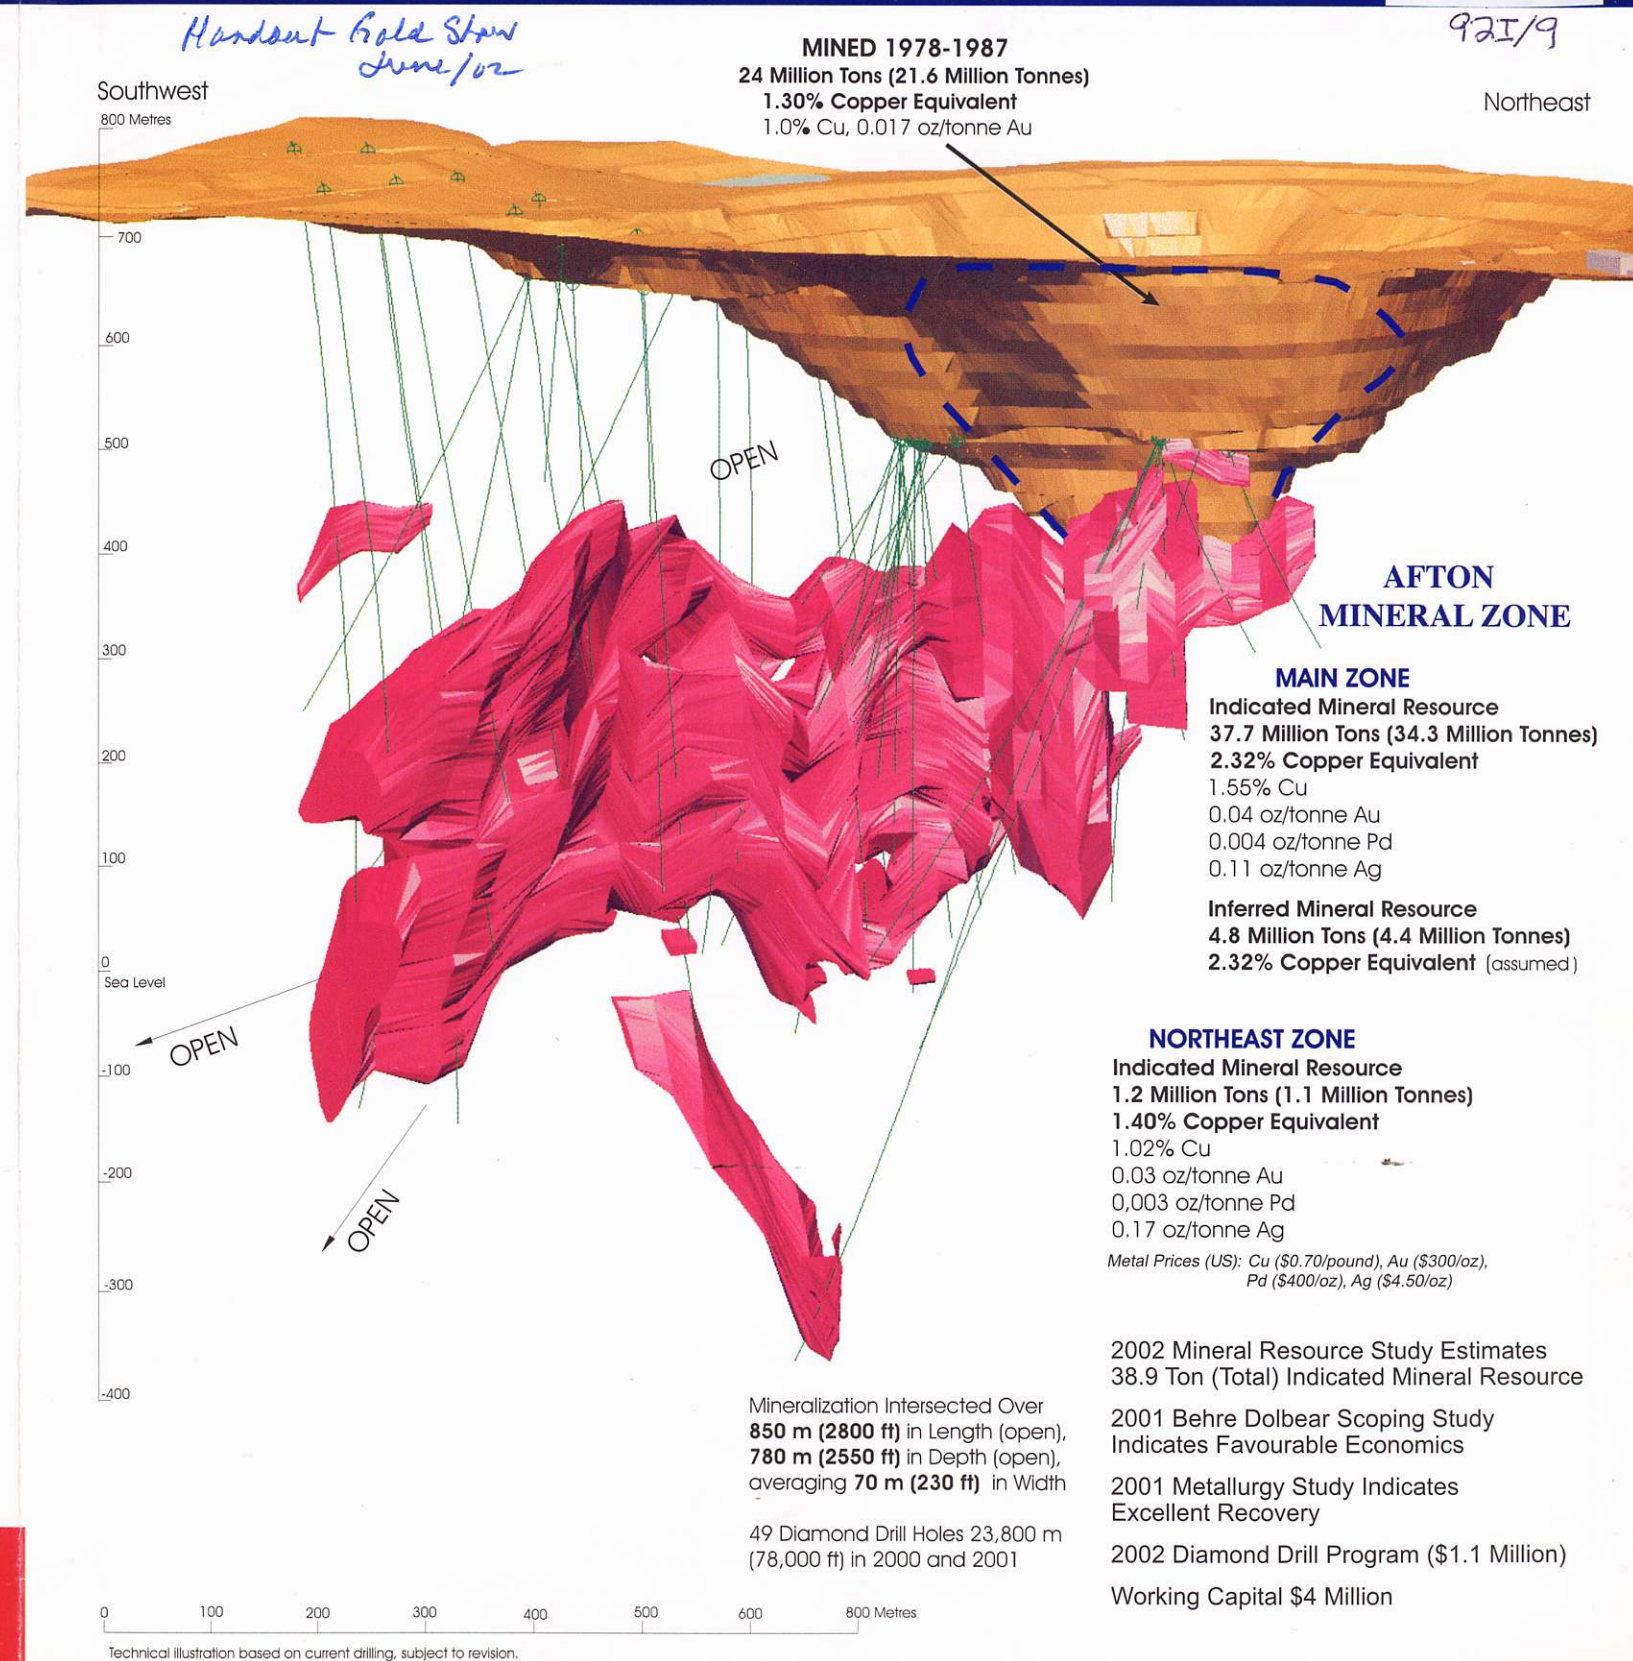 Handout Gold Show
June/02
92I/9
MINED 1978-1987
24 Million Tons (21.6 Million Tonnes)
1.30% Copper Equivalent
1.0% Cu, 0.017 oz/tonne Au
Southwest
Northeast
800 Metres
700
600
500
400
300
200
100
0
Sea Level
-100
-200
-300
-400
OPEN
OPEN
OPEN
AFTON
MINERAL ZONE
MAIN ZONE
Indicated Mineral Resource
37.7 Million Tons (34.3 Million Tonnes)
2.32% Copper Equivalent
1.55% Cu
0.04 oz/tonne Au
0.004 oz/tonne Pd
0.11 oz/tonne Ag
Inferred Mineral Resource
4.8 Million Tons (4.4 Million Tonnes)
2.32% Copper Equivalent (assumed)
NORTHEAST ZONE
Indicated Mineral Resource
1.2 Million Tons (1.1 Million Tonnes)
1.40% Copper Equivalent
1.02% Cu
0.03 oz/tonne Au
0,003 oz/tonne Pd
0.17 oz/tonne Ag
Metal Prices (US): Cu ($0.70/pound), Au ($300/oz),
Pd ($400/oz), Ag ($4.50/oz)
2002 Mineral Resource Study Estimates
38.9 Ton (Total) Indicated Mineral Resource
2001 Behre Dolbear Scoping Study
Indicates Favourable Economics
2001 Metallurgy Study Indicates
Excellent Recovery
2002 Diamond Drill Program ($1.1 Million)
Working Capital $4 Million
Mineralization Intersected Over
850 m (2800 ft) in Length (open),
780 m (2550 ft) in Depth (open),
averaging 70 m (230 ft) in Width
49 Diamond Drill Holes 23,800 m
(78,000 ft) in 2000 and 2001
0 100 200 300 400 500 600 800 Metres
Technical illustration based on current drilling, subject to revision.